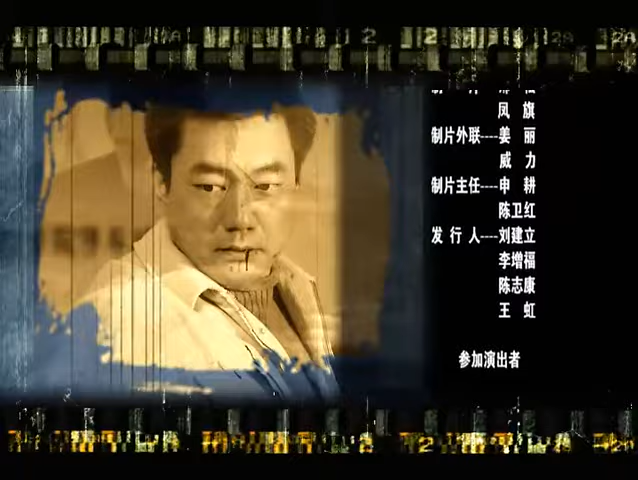 凤 旗
制片外联----姜 丽
威 力
制片主任----申 耕
陈卫红
发 行 人----刘建立
李增福
陈志康
王 虹
参加演出者